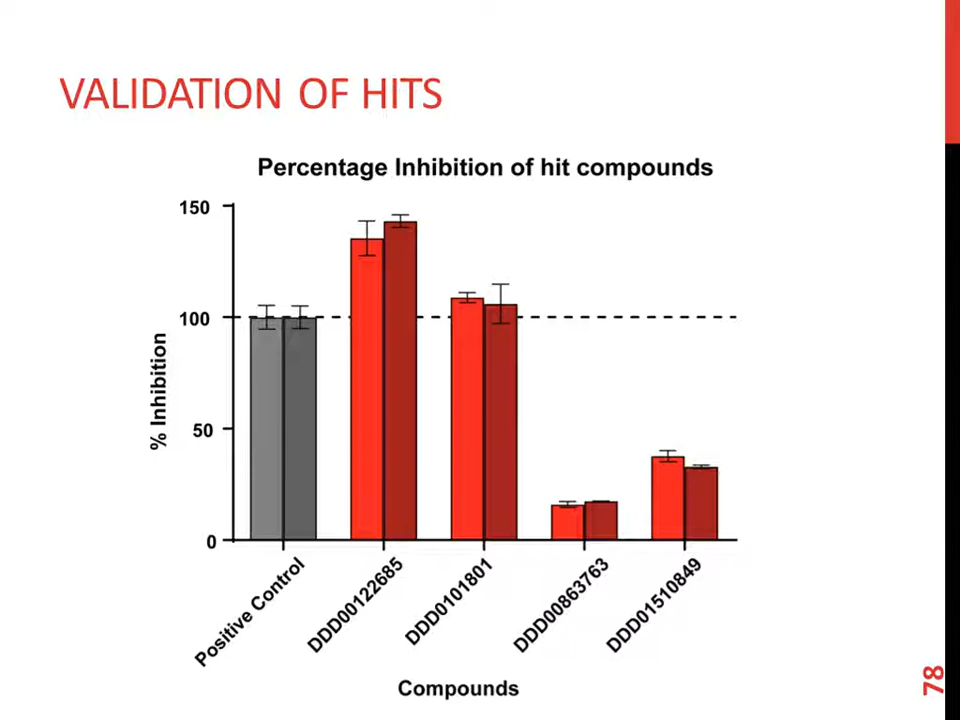 VALIDATION OF HITS
Percentage Inhibition of hit compounds
150
100
50
0
% Inhibition
Positive Control
DDD00122685
DDD0101801
DDD00863763
DDD01510849
Compounds
78